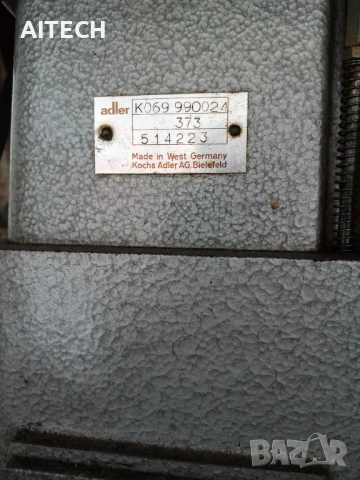 AITECH
adler K069 990024
373
514223
Made in West Germany
Kochs Adler AG. Bielefeld
BAZAR